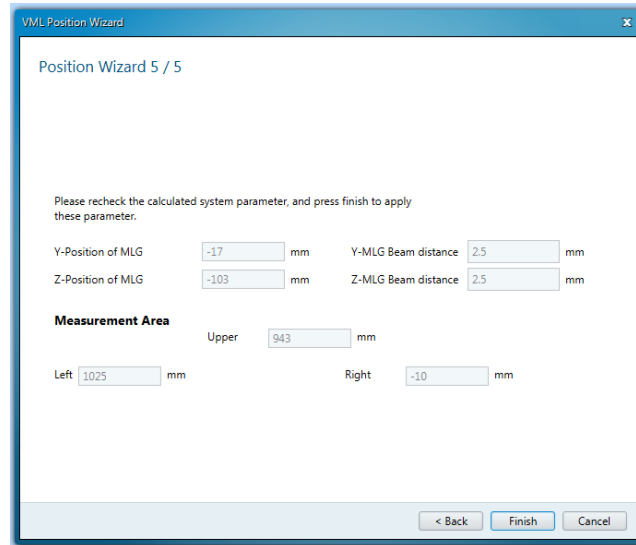 VML Position Wizard
Position Wizard 5 / 5
Please recheck the calculated system parameter, and press finish to apply
these parameter.
Y-Position of MLG -17 mm Y-MLG Beam distance 2.5 mm
Z-Position of MLG -103 mm Z-MLG Beam distance 2.5 mm
Measurement Area
Upper 943 mm
Left 1025 mm Right -10 mm
< Back Finish Cancel